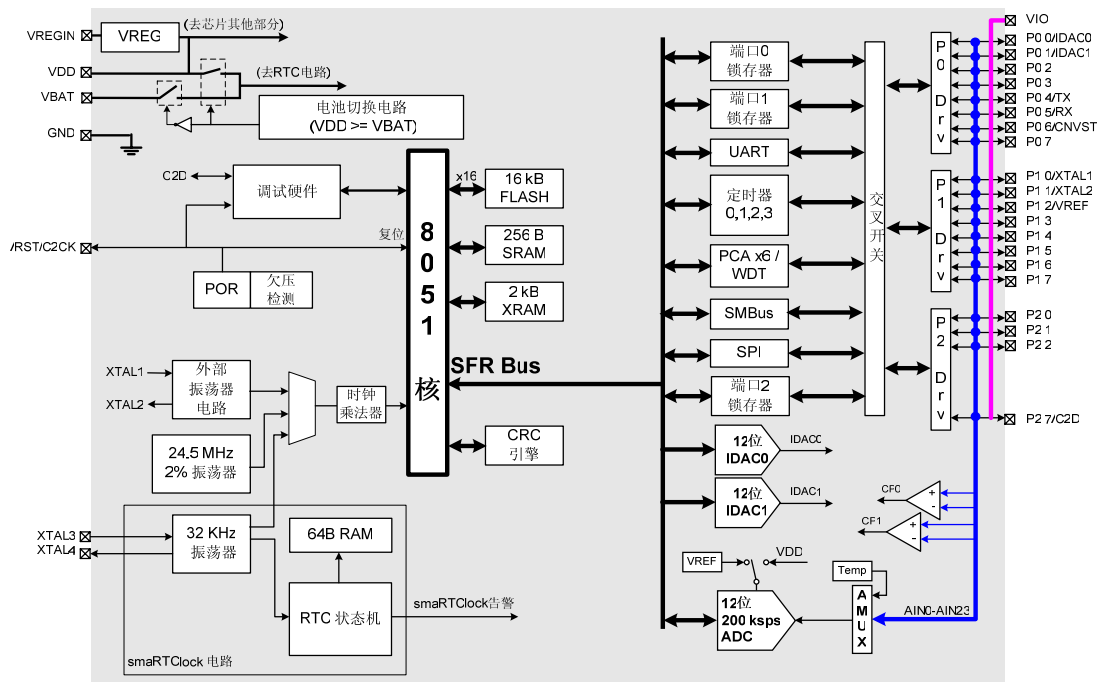 VREGIN
VREG
(去芯片其他部分)
VDD
(去RTC电路)
VBAT
电池切换电路
(VDD >= VBAT)
GND
C2D
调试硬件
/RST/C2CK
复位
POR
欠压
检测
XTAL1
XTAL2
外部
振荡器
电路
时钟
乘法器
24.5 MHz
2% 振荡器
XTAL3
XTAL4
32 KHz
振荡器
64B RAM
RTC 状态机
smaRTClock告警
smaRTClock 电路
8051
核
x16
16 kB
FLASH
256 B
SRAM
2 kB
XRAM
SFR Bus
CRC
引擎
端口0
锁存器
端口1
锁存器
UART
定时器
0,1,2,3
PCA x6 /
WDT
SMBus
SPI
端口2
锁存器
交叉开关
12位
IDAC0
IDAC0
12位
IDAC1
IDAC1
VREF
VDD
12位
200 ksps
ADC
Temp
AMUX
AIN0-AIN23
CF0
+
-
CF1
+
-
P0 Drv
P1 Drv
P2 Drv
VIO
P0 0/IDAC0
P0 1/IDAC1
P0 2
P0 3
P0 4/TX
P0 5/RX
P0 6/CNVST
P0 7
P1 0/XTAL1
P1 1/XTAL2
P1 2/VREF
P1 3
P1 4
P1 5
P1 6
P1 7
P2 0
P2 1
P2 2
P2 7/C2D